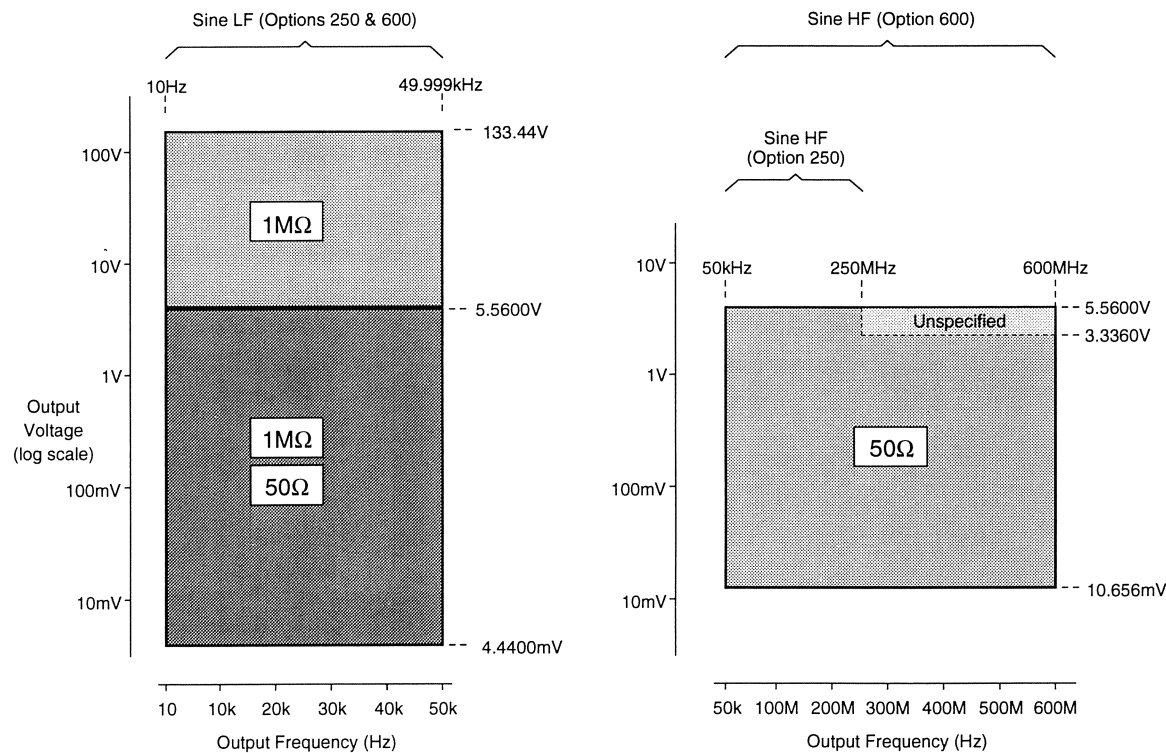 Sine LF (Options 250 & 600)
10Hz
49.999kHz
133.44V
100V
1MΩ
10V
5.5600V
1V
Output
Voltage
(log scale)
1MΩ
50Ω
100mV
10mV
4.4400mV
10
10k
20k
30k
40k
50k
Output Frequency (Hz)
Sine HF (Option 600)
Sine HF
(Option 250)
50kHz
250MHz
600MHz
10V
5.5600V
Unspecified
3.3360V
1V
50Ω
100mV
10.656mV
10mV
50k
100M
200M
300M
400M
500M
600M
Output Frequency (Hz)